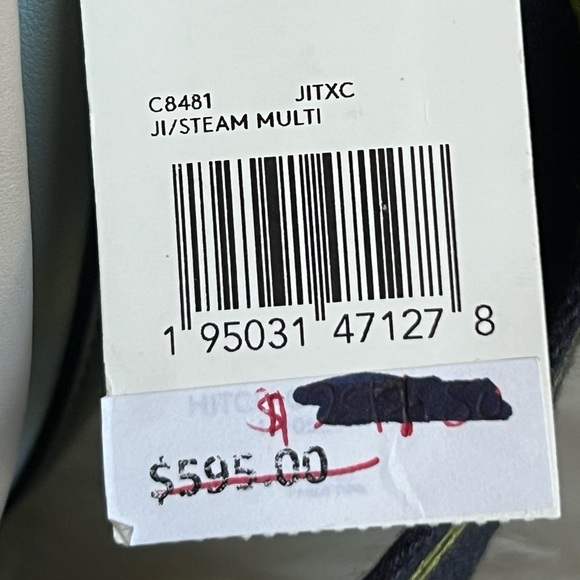 C8481 JITXC
JI/STEAM MULTI
1 95031 47127 8
$
$595.00